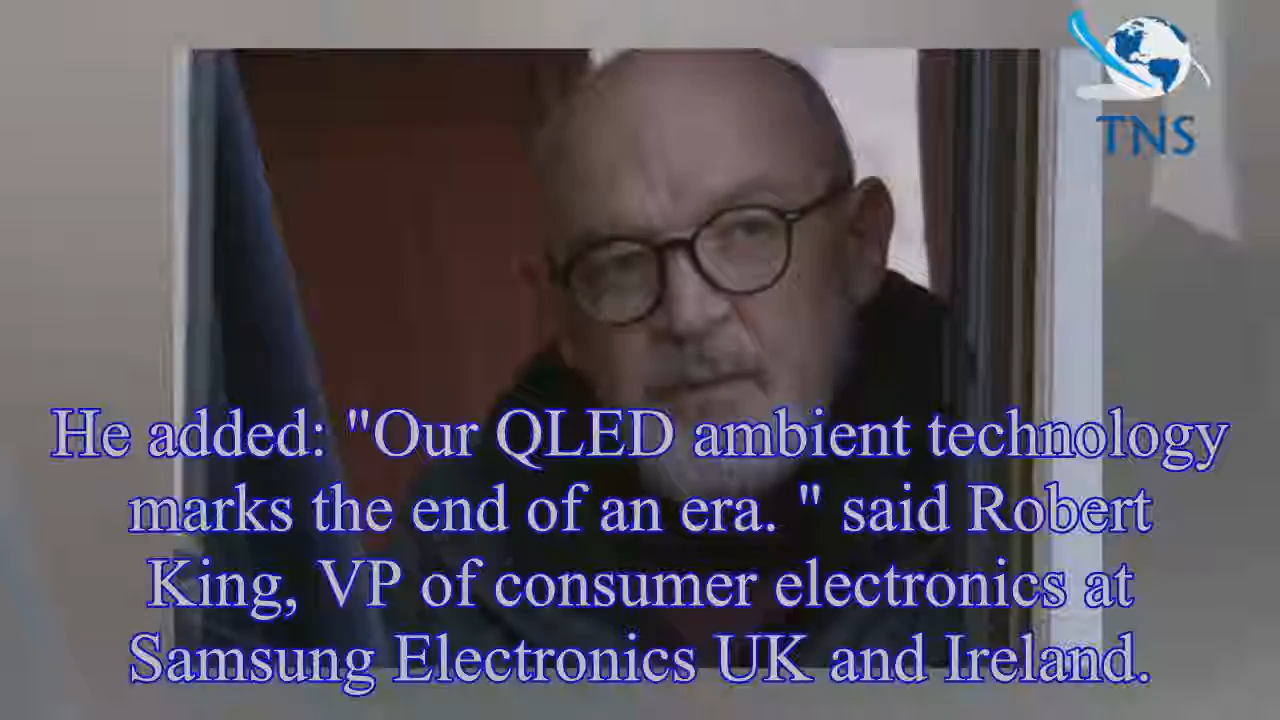 TNS
He added: "Our QLED ambient technology
marks the end of an era. " said Robert
King, VP of consumer electronics at
Samsung Electronics UK and Ireland.